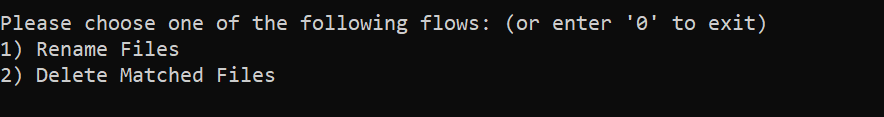 Please choose one of the following flows: (or enter '0' to exit)
1) Rename Files
2) Delete Matched Files